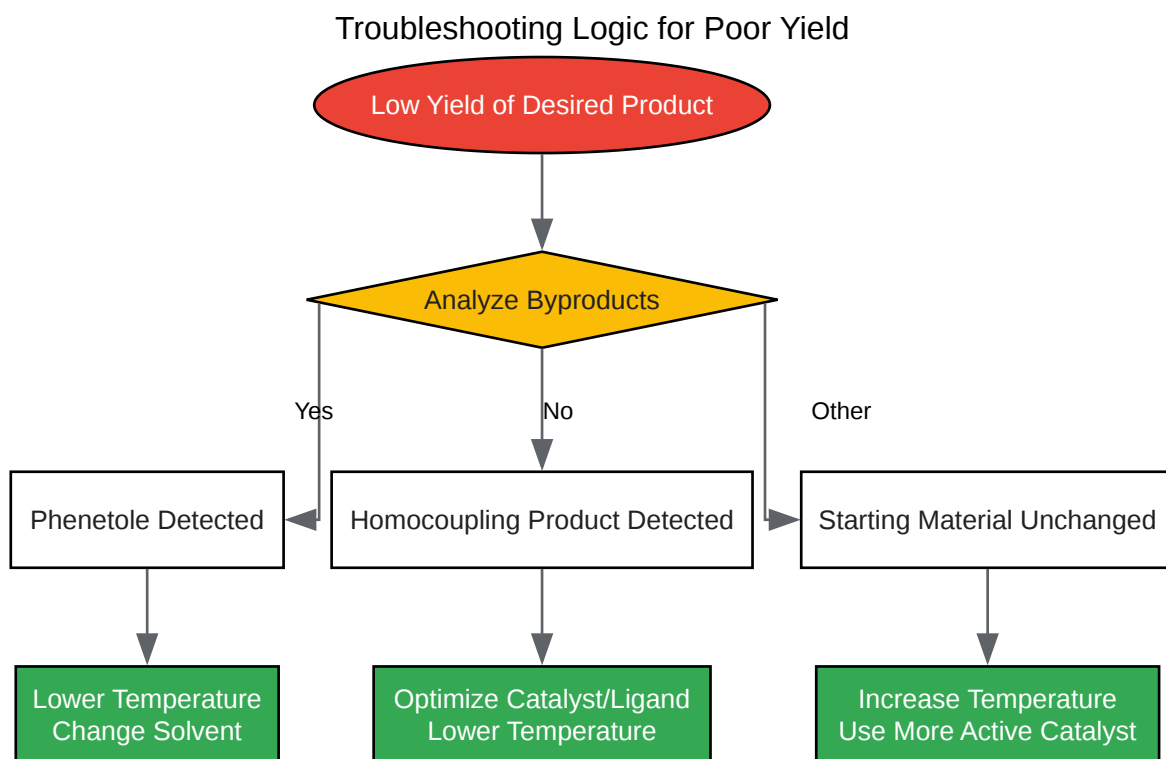 Troubleshooting Logic for Poor Yield
Low Yield of Desired Product
Analyze Byproducts
Yes
No
Other
Phenetole Detected
Homocoupling Product Detected
Starting Material Unchanged
Lower Temperature
Change Solvent
Optimize Catalyst/Ligand
Lower Temperature
Increase Temperature
Use More Active Catalyst